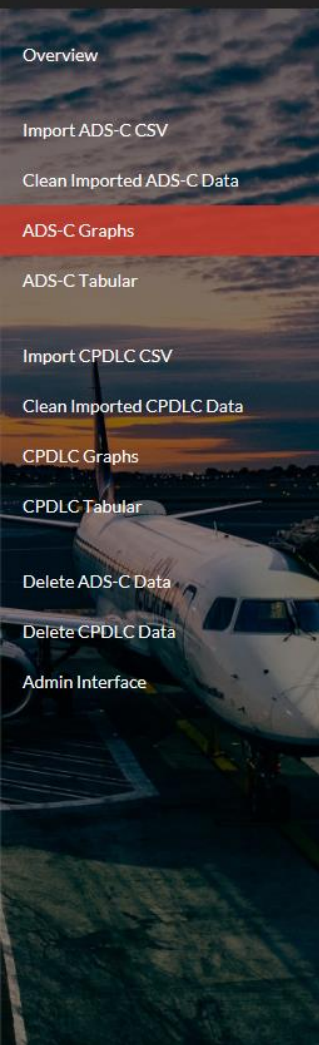 Overview
Import ADS-C CSV
Clean Imported ADS-C Data
ADS-C Graphs
ADS-C Tabular
Import CPDLC CSV
Clean Imported CPDLC Data
CPDLC Graphs
CPDLC Tabular
Delete ADS-C Data
Delete CPDLC Data
Admin Interface